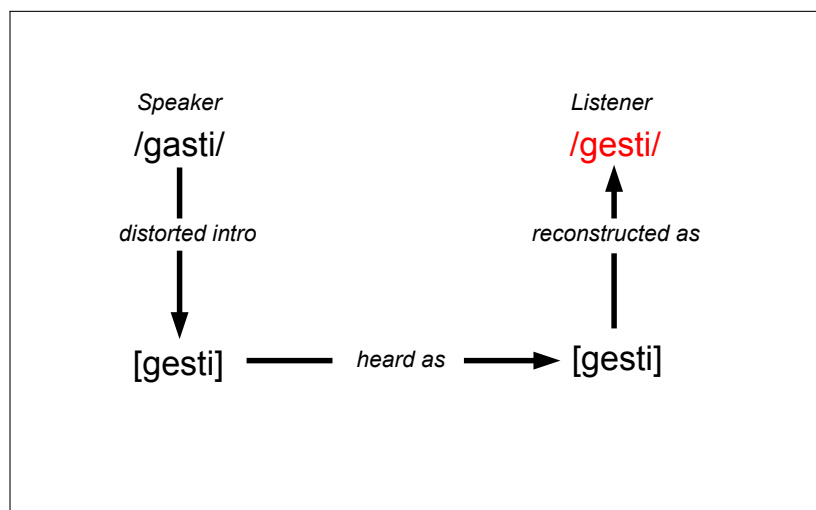 Speaker
Listener
/gasti/
/gesti/
distorted intro
reconstructed as
[gesti]
heard as
[gesti]